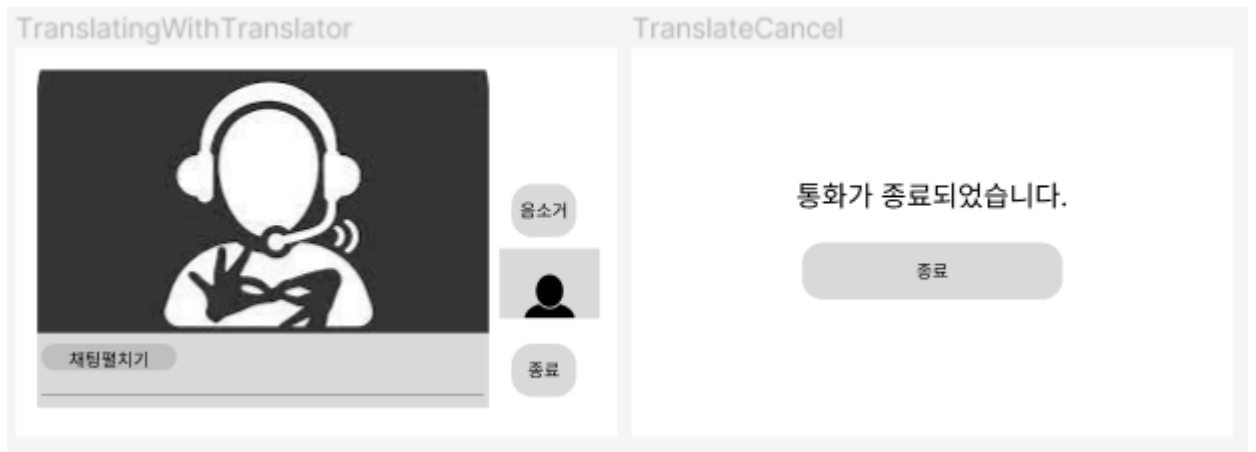 TranslatingWithTranslator
음소거
채팅펼치기
종료
TranslateCancel
통화가 종료되었습니다.
종료